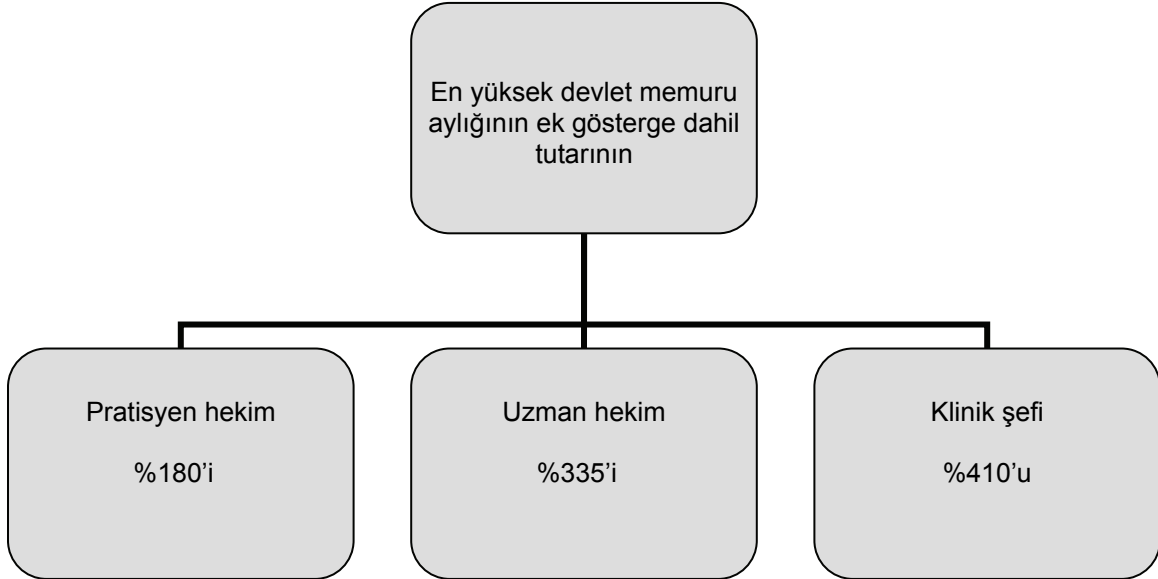 En yüksek devlet memuru
aylığının ek gösterge dahil
tutarının
Pratisyen hekim
%180’i
Uzman hekim
%335’i
Klinik şefi
%410’u